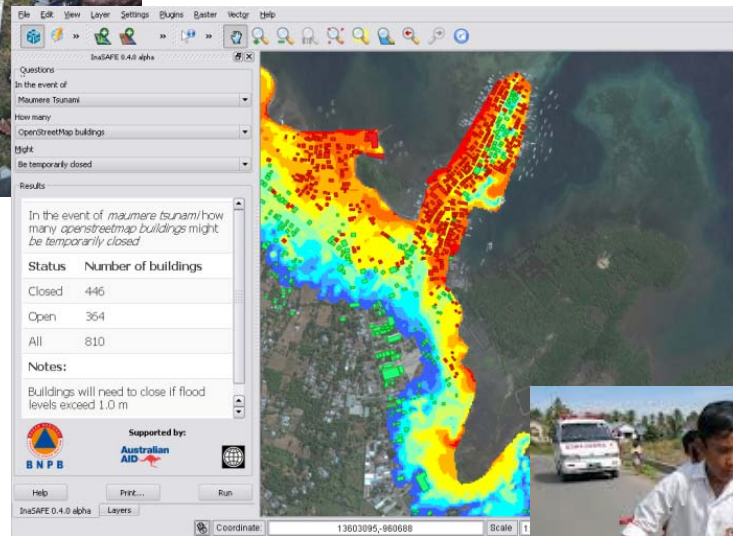 File Edit View Layer Settings Plugins Raster Vector Help
» » »
InaSAFE 0.4.0 alpha
Questions
In the event of
Maumere Tsunami
How many
OpenStreetMap buildings
Might
Be temporarily closed
Results
In the event of maumere tsunami how
many openstreetmap buildings might
be temporarily closed
Status Number of buildings
Closed 446
Open 364
All 810
Notes:
Buildings will need to close if flood
levels exceed 1.0 m
Supported by:
BNPB
Australian
AID
Help Print... Run
InaSAFE 0.4.0 alpha Layers
Coordinate: 13603095,-960688 Scale 1: